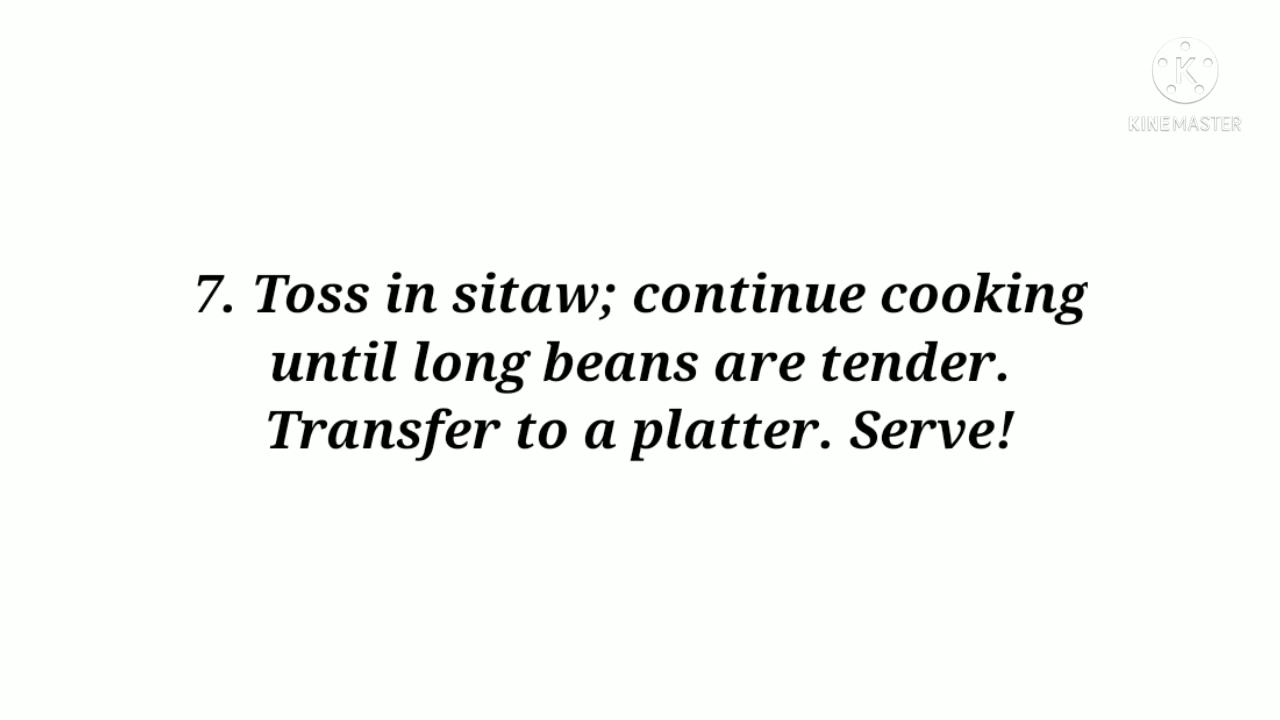 KINEMASTER
7. Toss in sitaw; continue cooking
until long beans are tender.
Transfer to a platter. Serve!